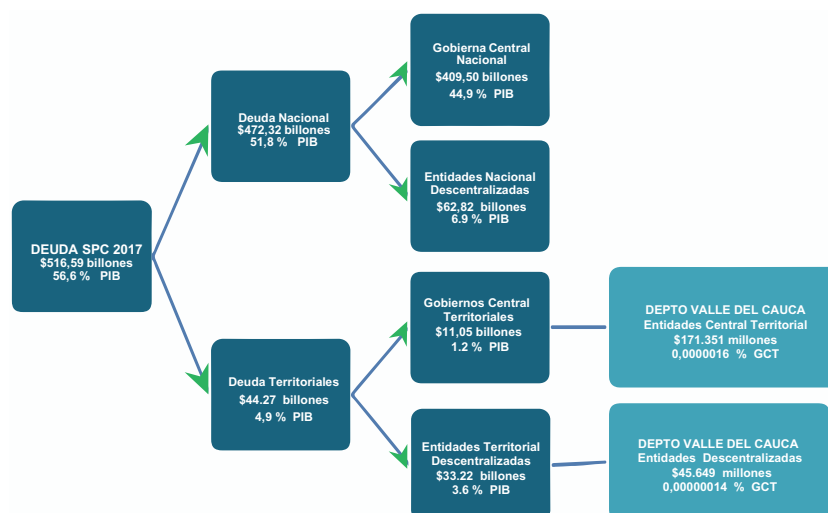 DEUDA SPC 2017
$516,59 billones
56,6 % PIB
Deuda Nacional
$472,32 billones
51,8 % PIB
Gobierna Central
Nacional
$409,50 billones
44,9 % PIB
Entidades Nacional
Descentralizadas
$62,82 billones
6.9 % PIB
Deuda Territoriales
$44.27 billones
4,9 % PIB
Gobiernos Central
Territoriales
$11,05 billones
1.2 % PIB
DEPTO VALLE DEL CAUCA
Entidades Central Territorial
$171.351 millones
0,0000016 % GCT
Entidades Territorial
Descentralizadas
$33.22 billones
3.6 % PIB
DEPTO VALLE DEL CAUCA
Entidades Descentralizadas
$45.649 millones
0,00000014 % GCT